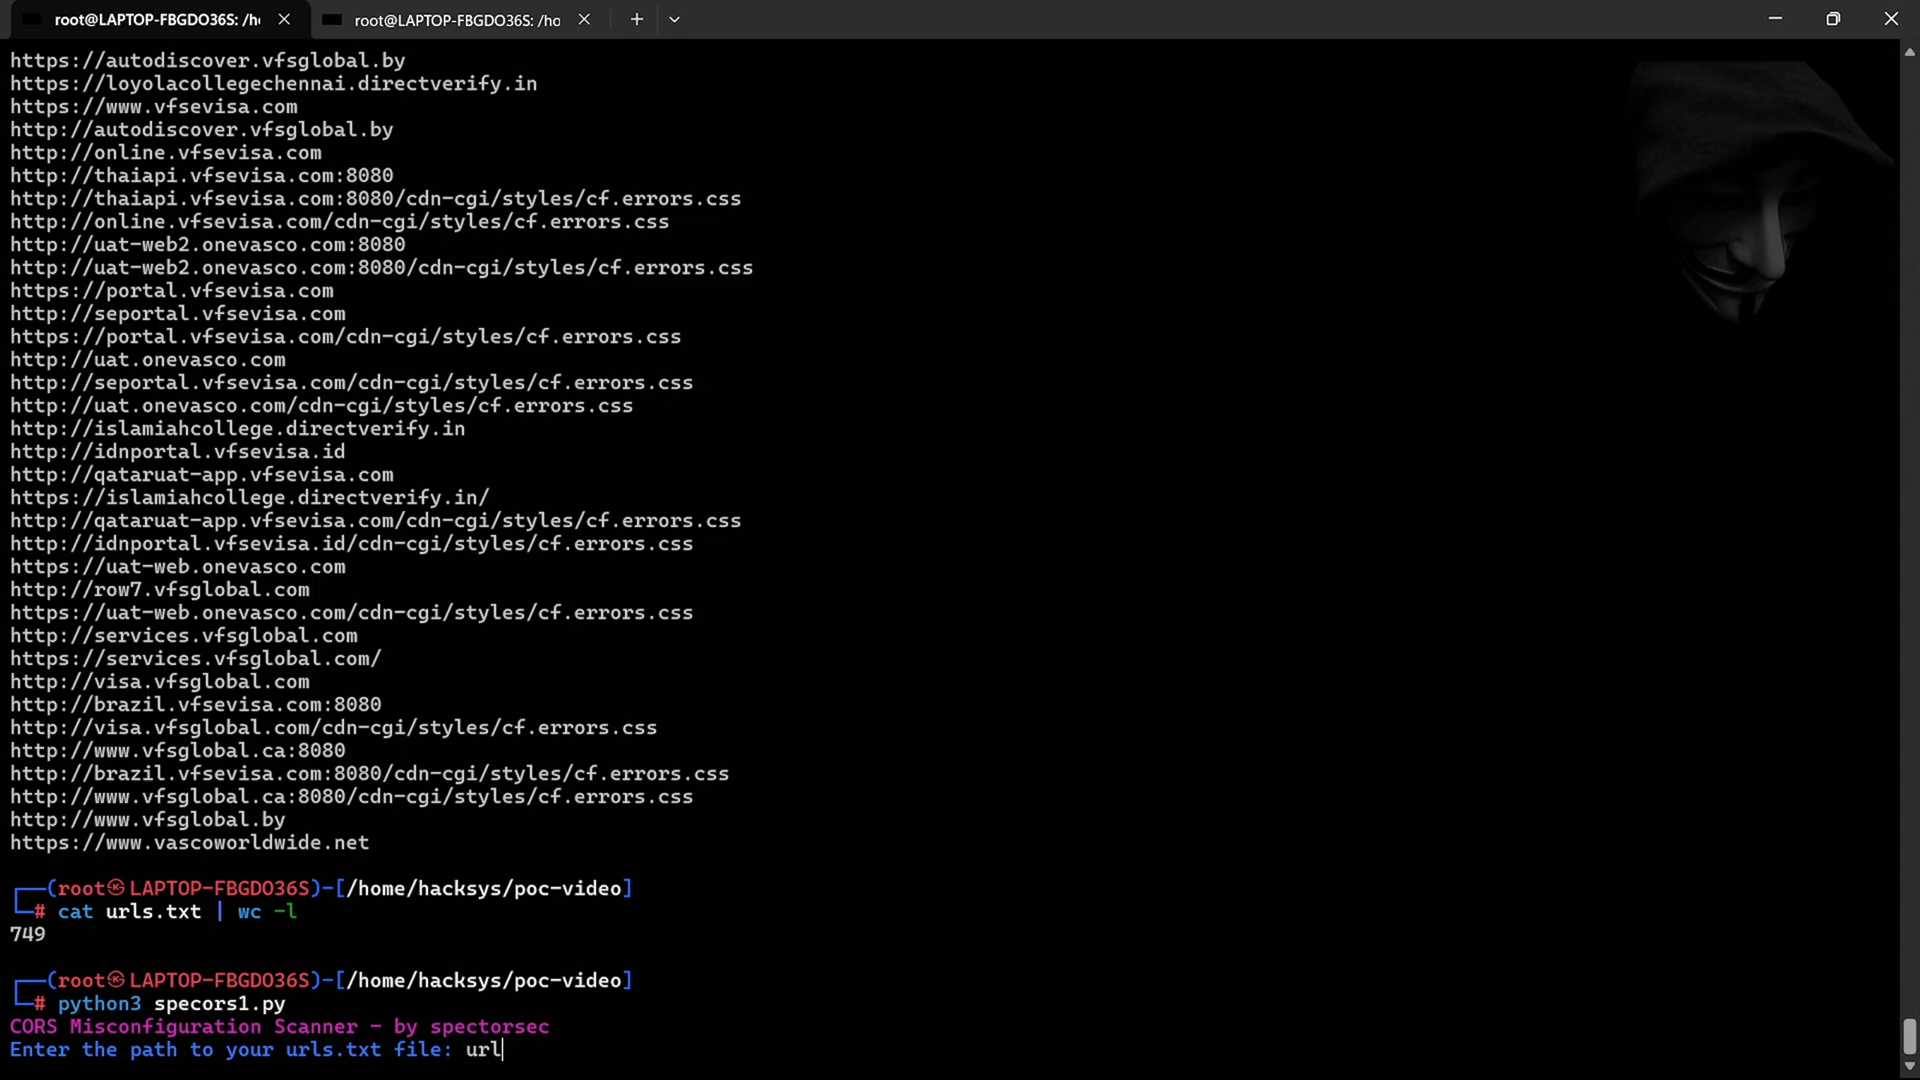 root@LAPTOP-FBGDO36S: /h
root@LAPTOP-FBGDO36S: /ho
https://autodiscover.vfsglobal.by
https://loyolacollegechennai.directverify.in
https://www.vfsevisa.com
http://autodiscover.vfsglobal.by
http://online.vfsevisa.com
http://thaiapi.vfsevisa.com:8080
http://thaiapi.vfsevisa.com:8080/cdn-cgi/styles/cf.errors.css
http://online.vfsevisa.com/cdn-cgi/styles/cf.errors.css
http://uat-web2.onevasco.com:8080
http://uat-web2.onevasco.com:8080/cdn-cgi/styles/cf.errors.css
https://portal.vfsevisa.com
http://seportal.vfsevisa.com
https://portal.vfsevisa.com/cdn-cgi/styles/cf.errors.css
http://uat.onevasco.com
http://seportal.vfsevisa.com/cdn-cgi/styles/cf.errors.css
http://uat.onevasco.com/cdn-cgi/styles/cf.errors.css
http://islamiahcollege.directverify.in
http://idnportal.vfsevisa.id
http://qataruat-app.vfsevisa.com
https://islamiahcollege.directverify.in/
http://qataruat-app.vfsevisa.com/cdn-cgi/styles/cf.errors.css
http://idnportal.vfsevisa.id/cdn-cgi/styles/cf.errors.css
https://uat-web.onevasco.com
http://row7.vfsglobal.com
https://uat-web.onevasco.com/cdn-cgi/styles/cf.errors.css
http://services.vfsglobal.com
https://services.vfsglobal.com/
http://visa.vfsglobal.com
http://brazil.vfsevisa.com:8080
http://visa.vfsglobal.com/cdn-cgi/styles/cf.errors.css
http://www.vfsglobal.ca:8080
http://brazil.vfsevisa.com:8080/cdn-cgi/styles/cf.errors.css
http://www.vfsglobal.ca:8080/cdn-cgi/styles/cf.errors.css
http://www.vfsglobal.by
https://www.vascoworldwide.net
┌──(root㉿LAPTOP-FBGDO36S)-[/home/hacksys/poc-video]
└─# cat urls.txt | wc -l
749
┌──(root㉿LAPTOP-FBGDO36S)-[/home/hacksys/poc-video]
└─# python3 specors1.py
CORS Misconfiguration Scanner - by spectorsec
Enter the path to your urls.txt file: url